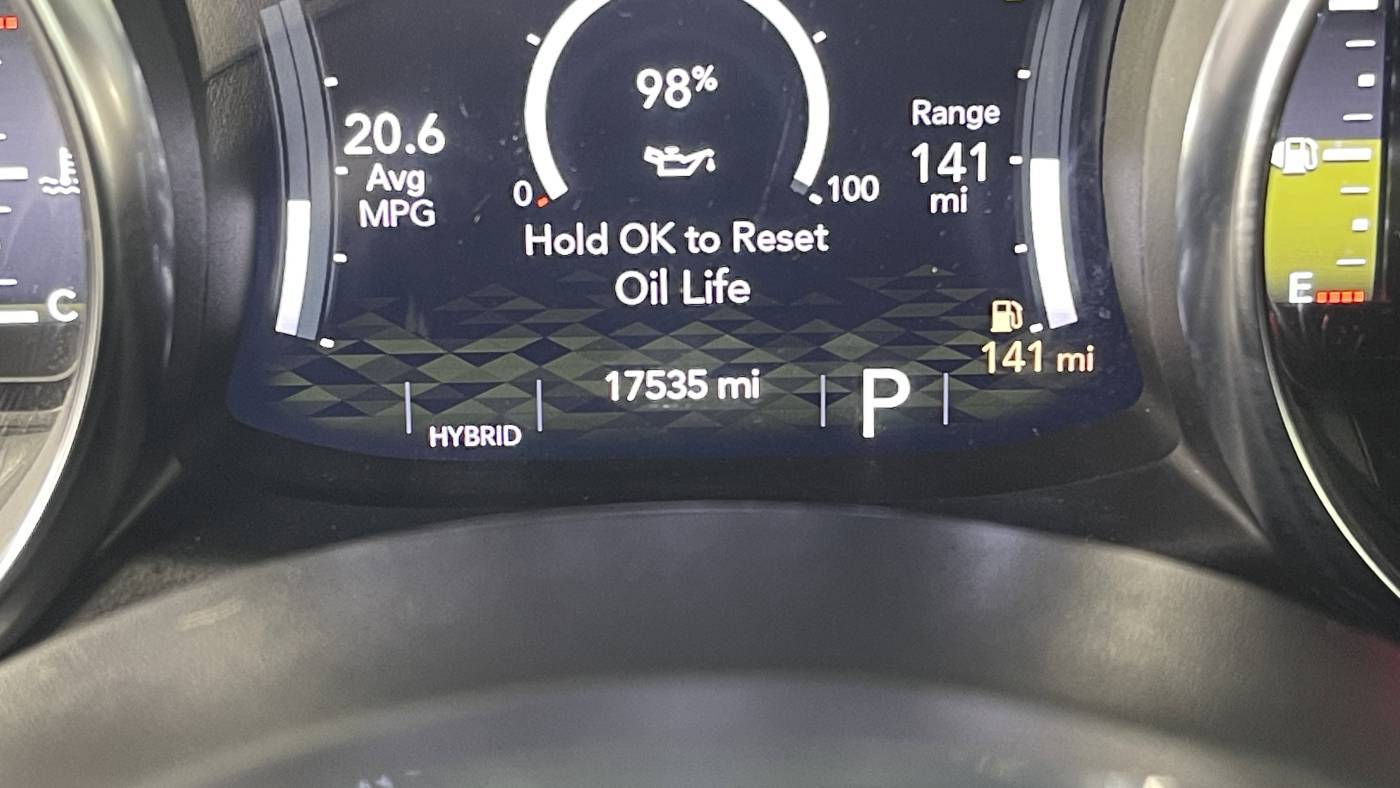 98%
20.6
Avg
MPG
Range
141
mi
0
100
Hold OK to Reset
Oil Life
141 mi
17535 mi
P
HYBRID
C
E